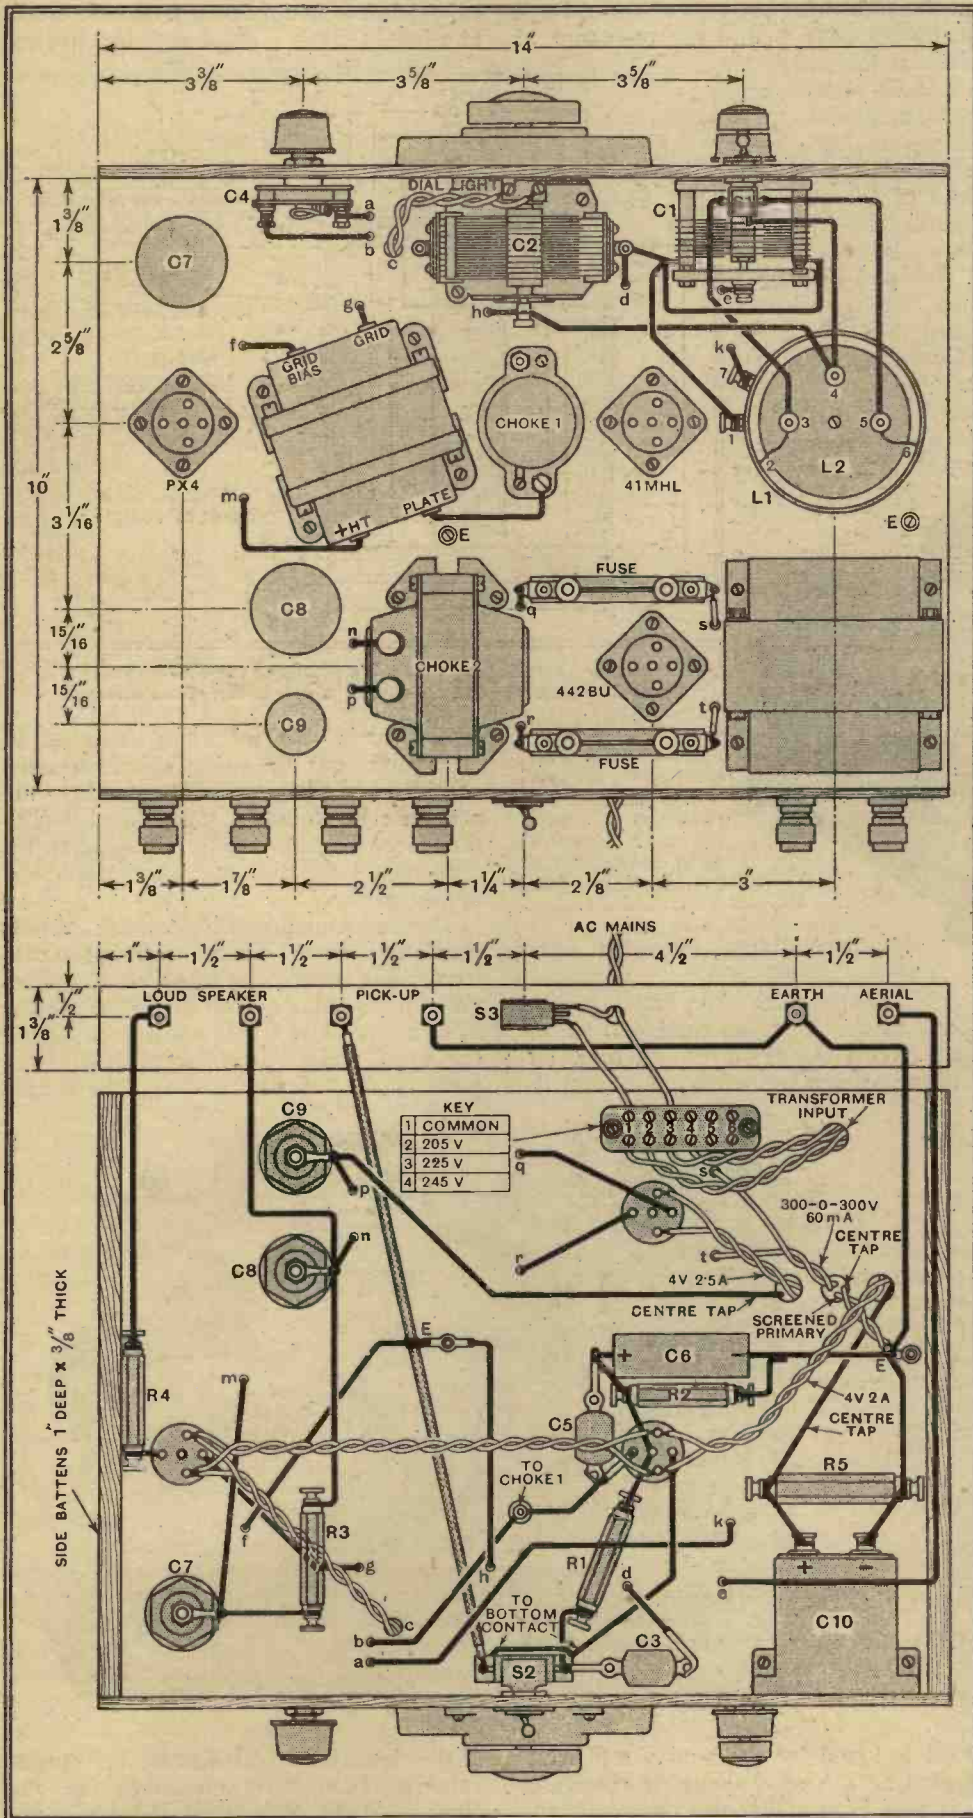 14"
3 3/8"
3 5/8"
3 5/8"
DIAL LIGHT
C4
a
b
c
C2
C1
d
e
h
1 3/8"
C7
2 5/8"
g
GRID
f
GRID BIAS
k
7
4
CHOKE 1
1
3
5
2
6
L2
L1
PX4
41MHL
10"
m
PLATE
+HT
E
E
3 1/16"
C8
FUSE
q
s
n
15/16"
CHOKE 2
442BU
p
t
15/16"
C9
r
FUSE
1 3/8"
1 7/8"
2 1/2"
1 1/4"
2 1/8"
3"
AC MAINS
1"
1 1/2"
1 1/2"
1 1/2"
1 1/2"
4 1/2"
1 1/2"
1/2"
1 3/8"
LOUD SPEAKER
PICK-UP
S3
EARTH
AERIAL
C9
KEY
1 COMMON
2 205 V
3 225 V
4 245 V
1 2 3 4 5 6
TRANSFORMER
INPUT
p
q
s
300-0-300V
60mA
CENTRE
TAP
n
C8
r
t
4V 2·5A
CENTRE TAP
SCREENED
PRIMARY
SIDE BATTENS 1" DEEP × 3/8" THICK
E
+ C6 −
E
R4
m
R2
4V 2A
C5
CENTRE
TAP
TO
CHOKE 1
R5
R3
f
g
k
R1
h
d
C7
c
e
+ −
b
TO
BOTTOM
CONTACT
C3
C10
a
S2